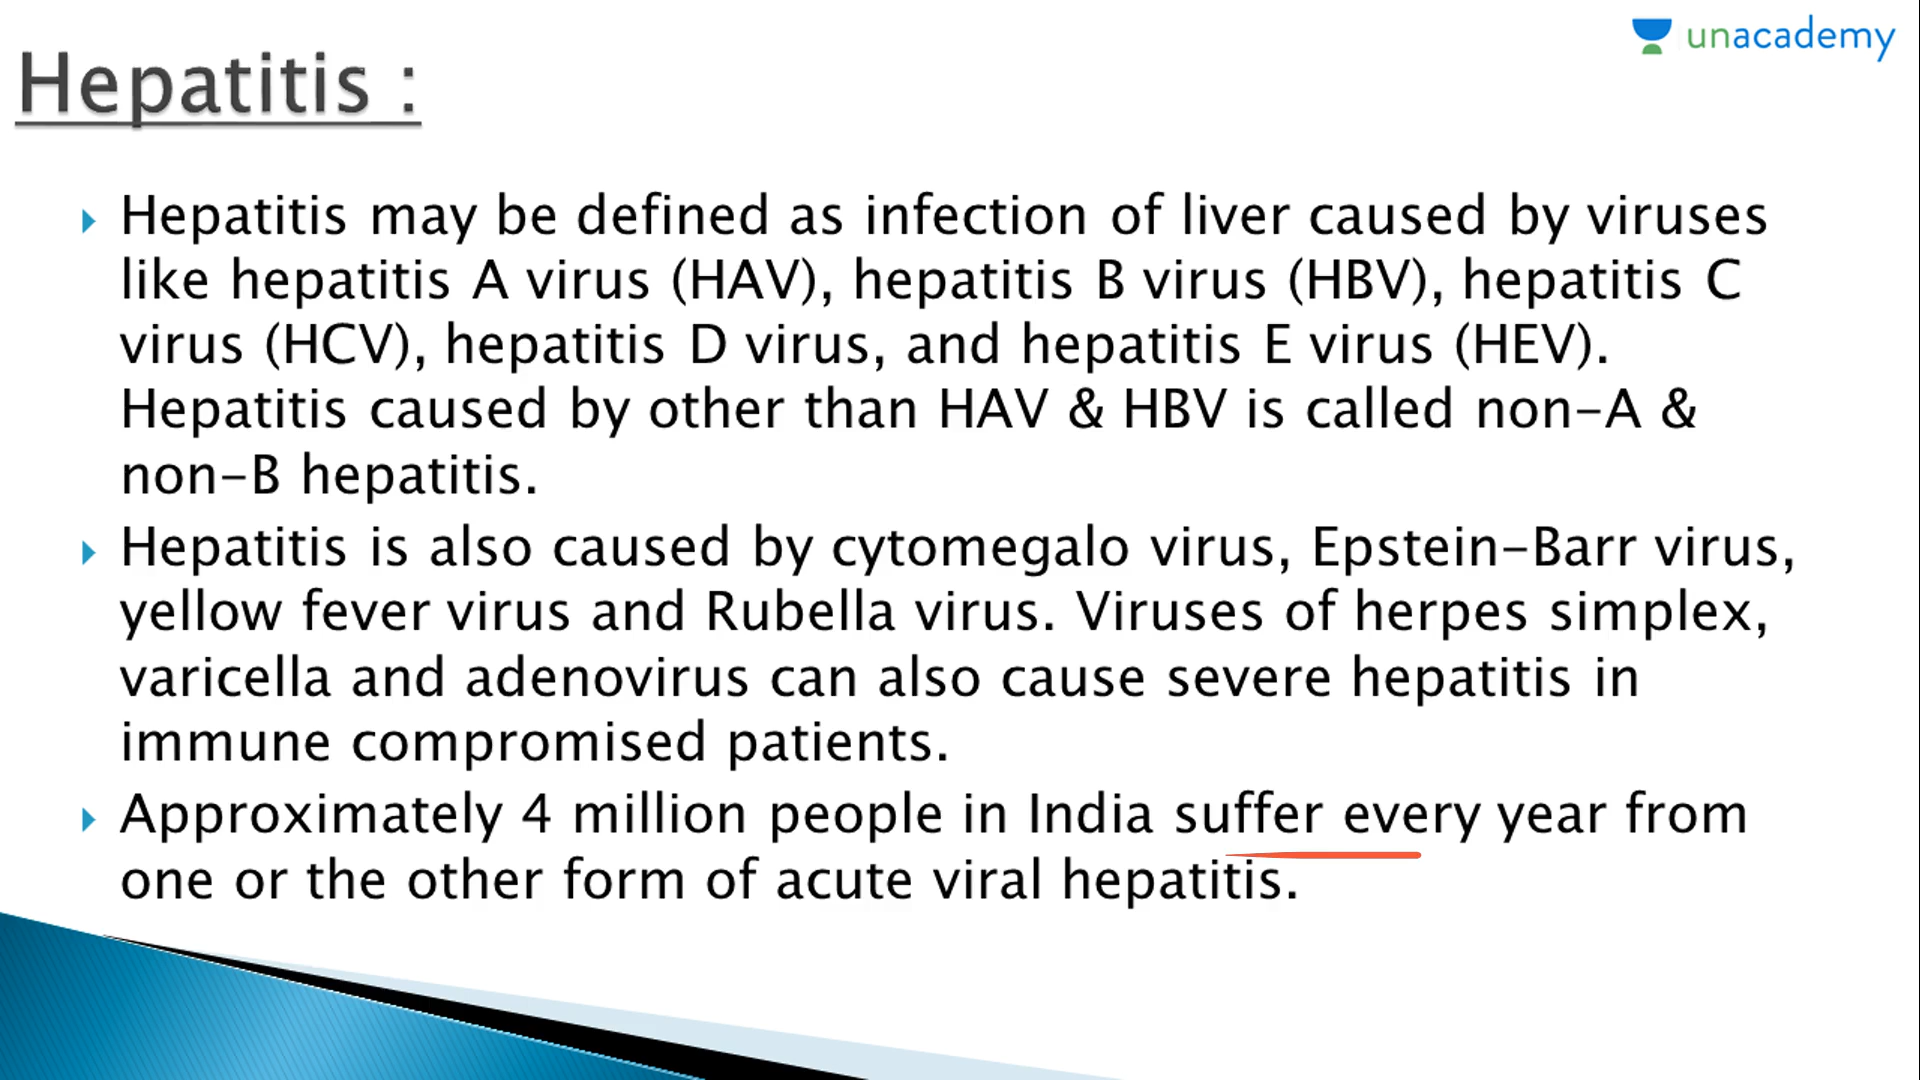 unacademy
Hepatitis :
Hepatitis may be defined as infection of liver caused by viruses
like hepatitis A virus (HAV), hepatitis B virus (HBV), hepatitis C
virus (HCV), hepatitis D virus, and hepatitis E virus (HEV).
Hepatitis caused by other than HAV & HBV is called non-A &
non-B hepatitis.
Hepatitis is also caused by cytomegalo virus, Epstein-Barr virus,
yellow fever virus and Rubella virus. Viruses of herpes simplex,
varicella and adenovirus can also cause severe hepatitis in
immune compromised patients.
Approximately 4 million people in India suffer every year from
one or the other form of acute viral hepatitis.